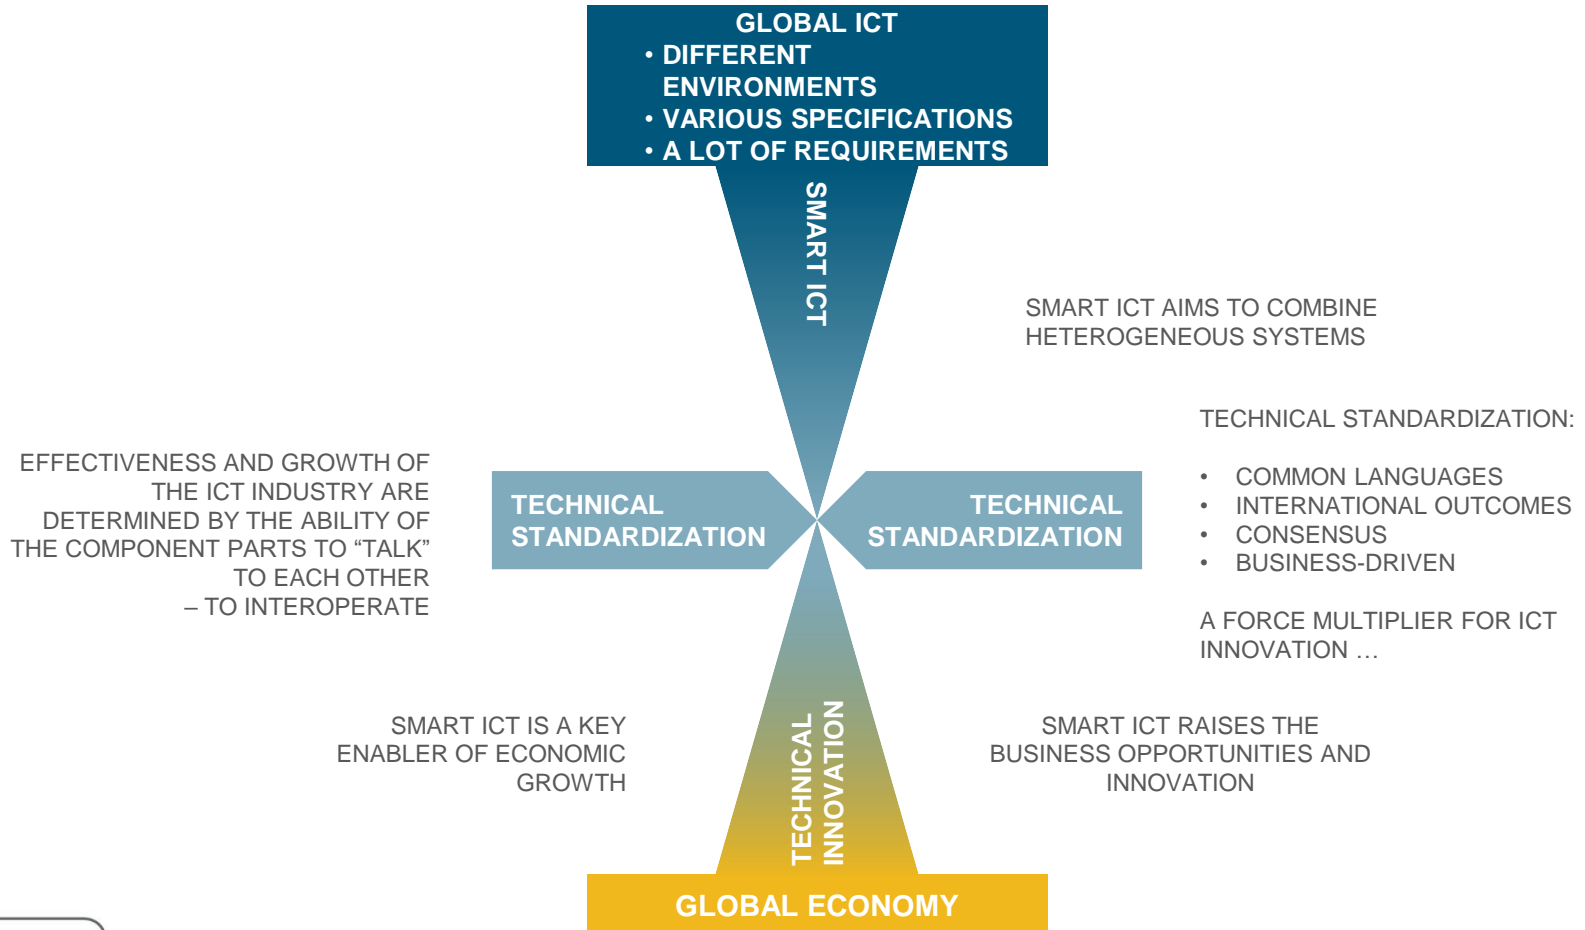 GLOBAL ICT
• DIFFERENT
ENVIRONMENTS
• VARIOUS SPECIFICATIONS
• A LOT OF REQUIREMENTS
SMART ICT
SMART ICT AIMS TO COMBINE
HETEROGENEOUS SYSTEMS
EFFECTIVENESS AND GROWTH OF
THE ICT INDUSTRY ARE
DETERMINED BY THE ABILITY OF
THE COMPONENT PARTS TO “TALK”
TO EACH OTHER
– TO INTEROPERATE
TECHNICAL
STANDARDIZATION
TECHNICAL
STANDARDIZATION
TECHNICAL STANDARDIZATION:
• COMMON LANGUAGES
• INTERNATIONAL OUTCOMES
• CONSENSUS
• BUSINESS-DRIVEN
A FORCE MULTIPLIER FOR ICT
INNOVATION …
SMART ICT IS A KEY
ENABLER OF ECONOMIC
GROWTH
TECHNICAL
INNOVATION
SMART ICT RAISES THE
BUSINESS OPPORTUNITIES AND
INNOVATION
GLOBAL ECONOMY